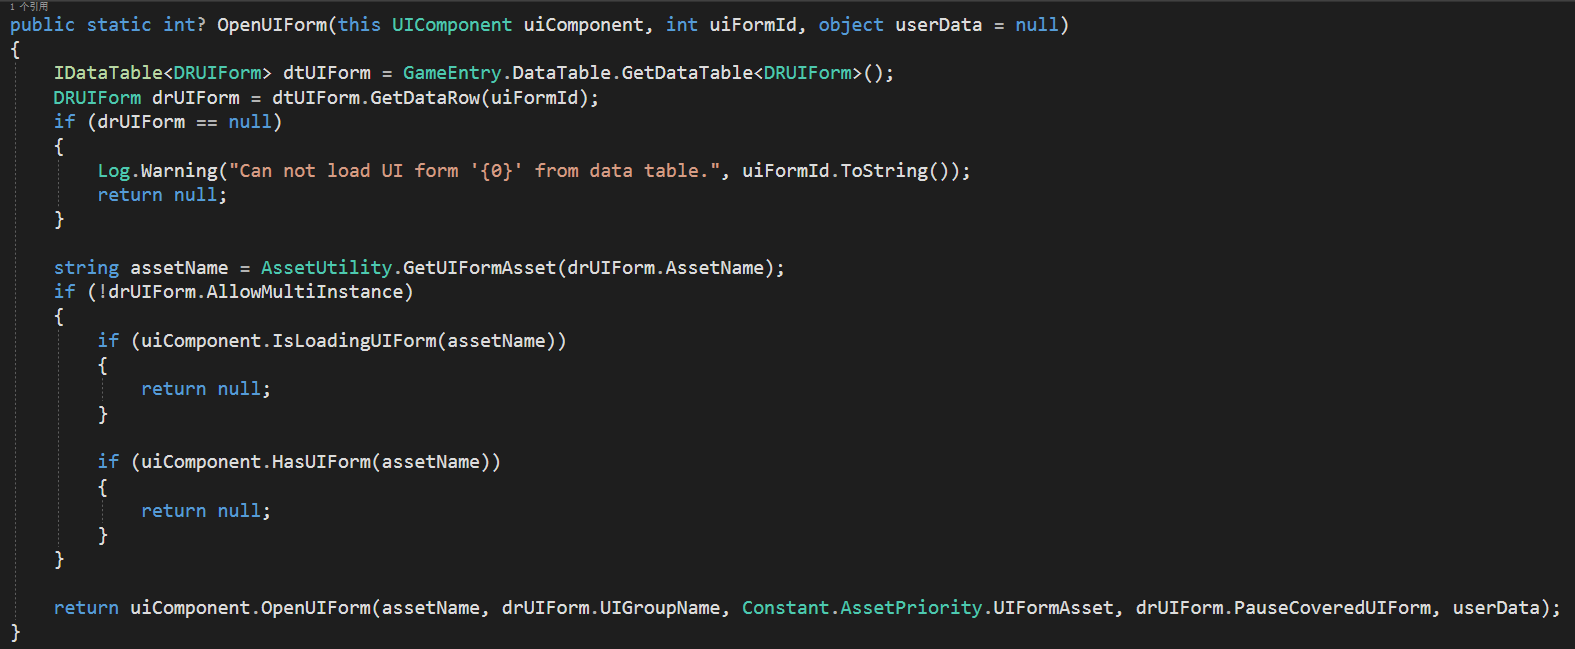 1 个引用
public static int? OpenUIForm(this UIComponent uiComponent, int uiFormId, object userData = null)
{
    IDataTable<DRUIForm> dtUIForm = GameEntry.DataTable.GetDataTable<DRUIForm>();
    DRUIForm drUIForm = dtUIForm.GetDataRow(uiFormId);
    if (drUIForm == null)
    {
        Log.Warning("Can not load UI form '{0}' from data table.", uiFormId.ToString());
        return null;
    }

    string assetName = AssetUtility.GetUIFormAsset(drUIForm.AssetName);
    if (!drUIForm.AllowMultiInstance)
    {
        if (uiComponent.IsLoadingUIForm(assetName))
        {
            return null;
        }

        if (uiComponent.HasUIForm(assetName))
        {
            return null;
        }
    }

    return uiComponent.OpenUIForm(assetName, drUIForm.UIGroupName, Constant.AssetPriority.UIFormAsset, drUIForm.PauseCoveredUIForm, userData);
}